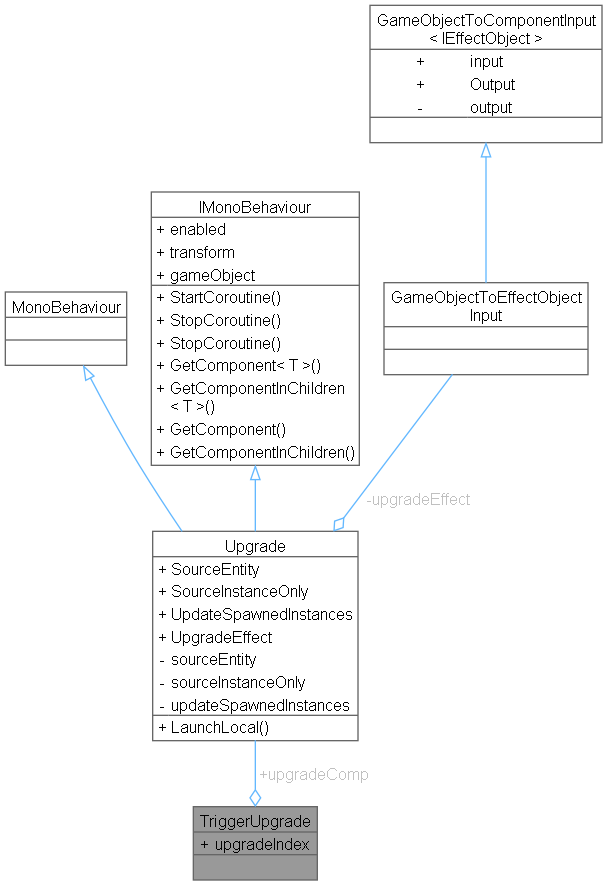 GameObjectToComponentInput
< IEffectObject >
+ input
+ Output
- output
IMonoBehaviour
+ enabled
+ transform
+ gameObject
+ StartCoroutine()
+ StopCoroutine()
+ StopCoroutine()
+ GetComponent< T >()
+ GetComponentInChildren
< T >()
+ GetComponent()
+ GetComponentInChildren()
MonoBehaviour
GameObjectToEffectObject
Input
-upgradeEffect
Upgrade
+ SourceEntity
+ SourceInstanceOnly
+ UpdateSpawnedInstances
+ UpgradeEffect
- sourceEntity
- sourceInstanceOnly
- updateSpawnedInstances
+ LaunchLocal()
+upgradeComp
TriggerUpgrade
+ upgradeIndex